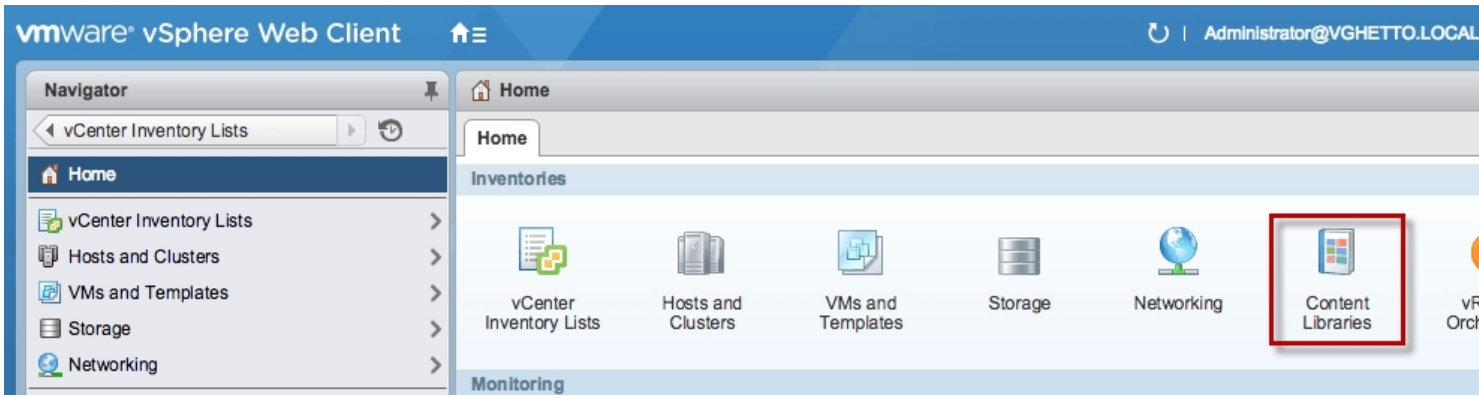 vmware® vSphere Web Client
Administrator@VGHETTO.LOCAL
Navigator
vCenter Inventory Lists
Home
vCenter Inventory Lists
Hosts and Clusters
VMs and Templates
Storage
Networking
Home
Home
Inventories
vCenter
Inventory Lists
Hosts and
Clusters
VMs and
Templates
Storage
Networking
Content
Libraries
Monitoring